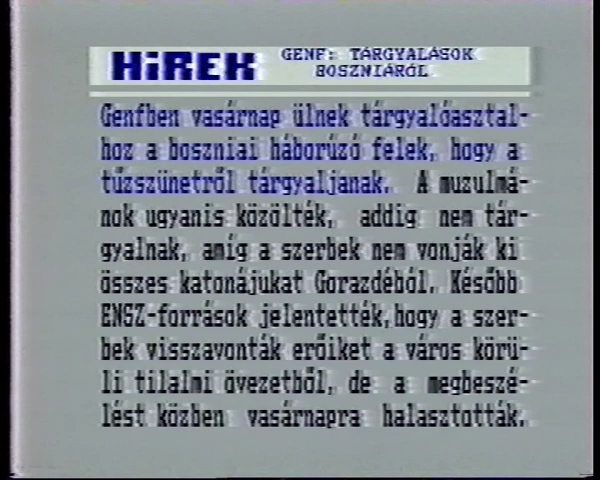 HíREK
GENF: TÁRGYALÁSOK
BOSZNIÁRÓL
Genfben vasárnap ülnek tárgyalóasztal-
hoz a boszniai háborúzó felek, hogy a
tűzszünetről tárgyaljanak. A muzulmá-
nok ugyanis közölték, addig nem tár-
gyalnak, amíg a szerbek nem vonják ki
összes katonájukat Gorazdéból. Később
ENSZ-források jelentették,hogy a szer-
bek visszavonták erőiket a város körü-
li tilalmi övezetből, de a megbeszé-
lést közben vasárnapra halasztották.